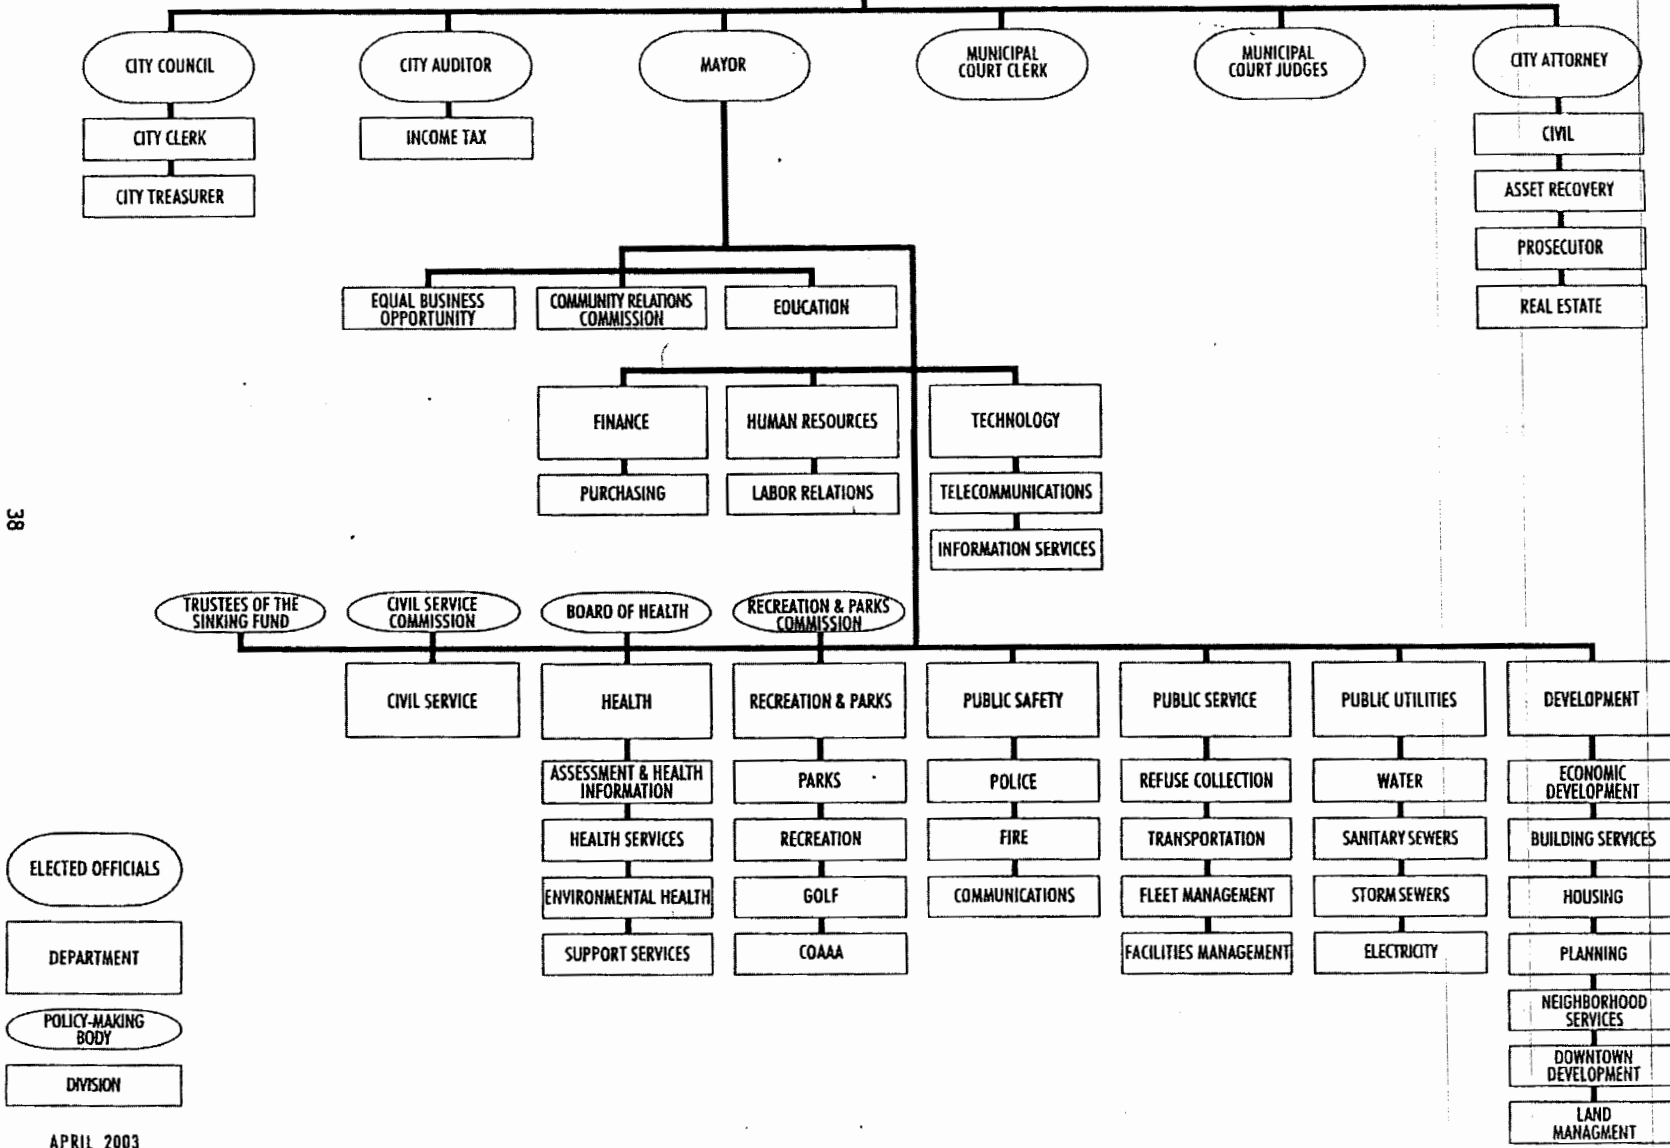 CITY COUNCIL
CITY AUDITOR
MAYOR
MUNICIPAL
COURT CLERK
MUNICIPAL
COURT JUDGES
CITY ATTORNEY
CITY CLERK
CITY TREASURER
INCOME TAX
CIVIL
ASSET RECOVERY
PROSECUTOR
REAL ESTATE
EQUAL BUSINESS
OPPORTUNITY
COMMUNITY RELATIONS
COMMISSION
EDUCATION
FINANCE
PURCHASING
HUMAN RESOURCES
LABOR RELATIONS
TECHNOLOGY
TELECOMMUNICATIONS
INFORMATION SERVICES
38
TRUSTEES OF THE
SINKING FUND
CIVIL SERVICE
COMMISSION
BOARD OF HEALTH
RECREATION & PARKS
COMMISSION
CIVIL SERVICE
HEALTH
ASSESSMENT & HEALTH
INFORMATION
HEALTH SERVICES
ENVIRONMENTAL HEALTH
SUPPORT SERVICES
RECREATION & PARKS
PARKS
RECREATION
GOLF
COAAA
PUBLIC SAFETY
POLICE
FIRE
COMMUNICATIONS
PUBLIC SERVICE
REFUSE COLLECTION
TRANSPORTATION
FLEET MANAGEMENT
FACILITIES MANAGEMENT
PUBLIC UTILITIES
WATER
SANITARY SEWERS
STORM SEWERS
ELECTRICITY
DEVELOPMENT
ECONOMIC
DEVELOPMENT
BUILDING SERVICES
HOUSING
PLANNING
NEIGHBORHOOD
SERVICES
DOWNTOWN
DEVELOPMENT
LAND
MANAGMENT
ELECTED OFFICIALS
DEPARTMENT
POLICY-MAKING
BODY
DIVISION
APRIL 2003